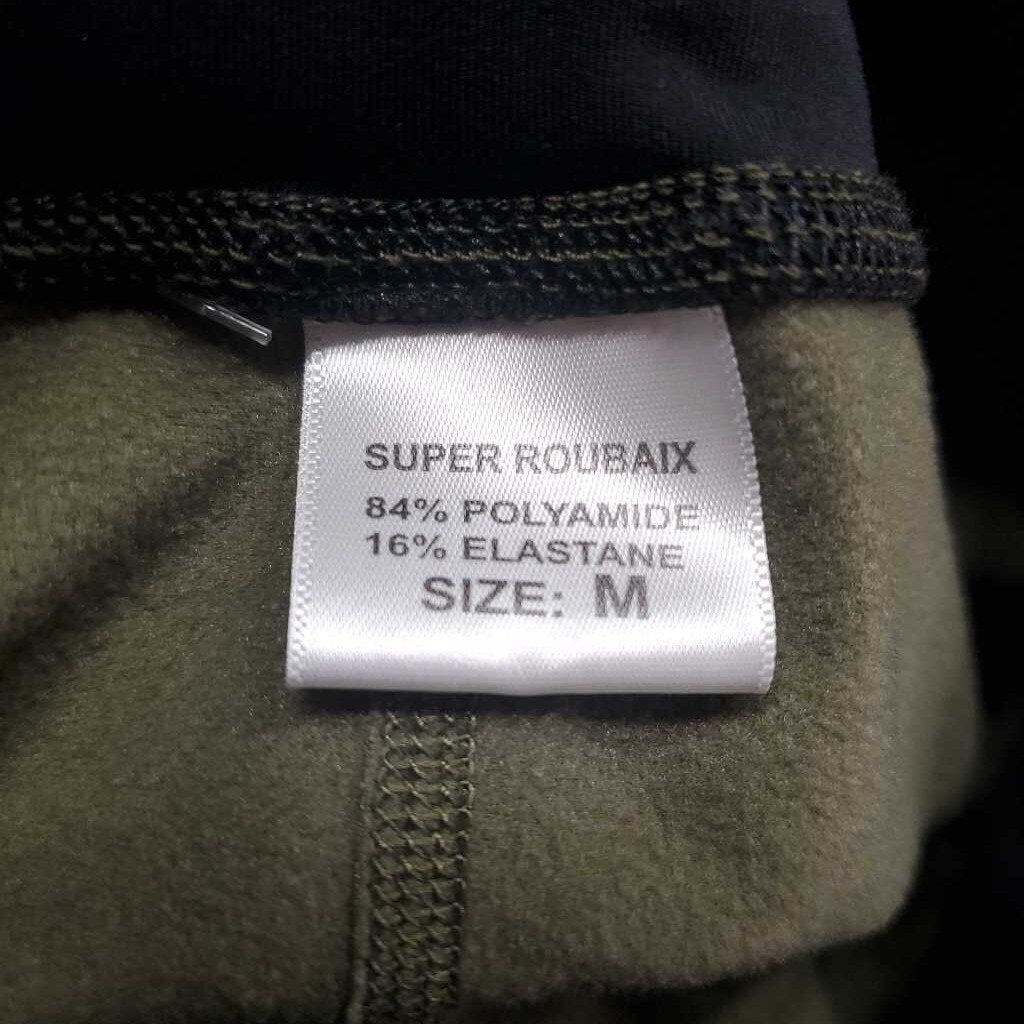 SUPER ROUBAIX
84% POLYAMIDE
16% ELASTANE
SIZE: M